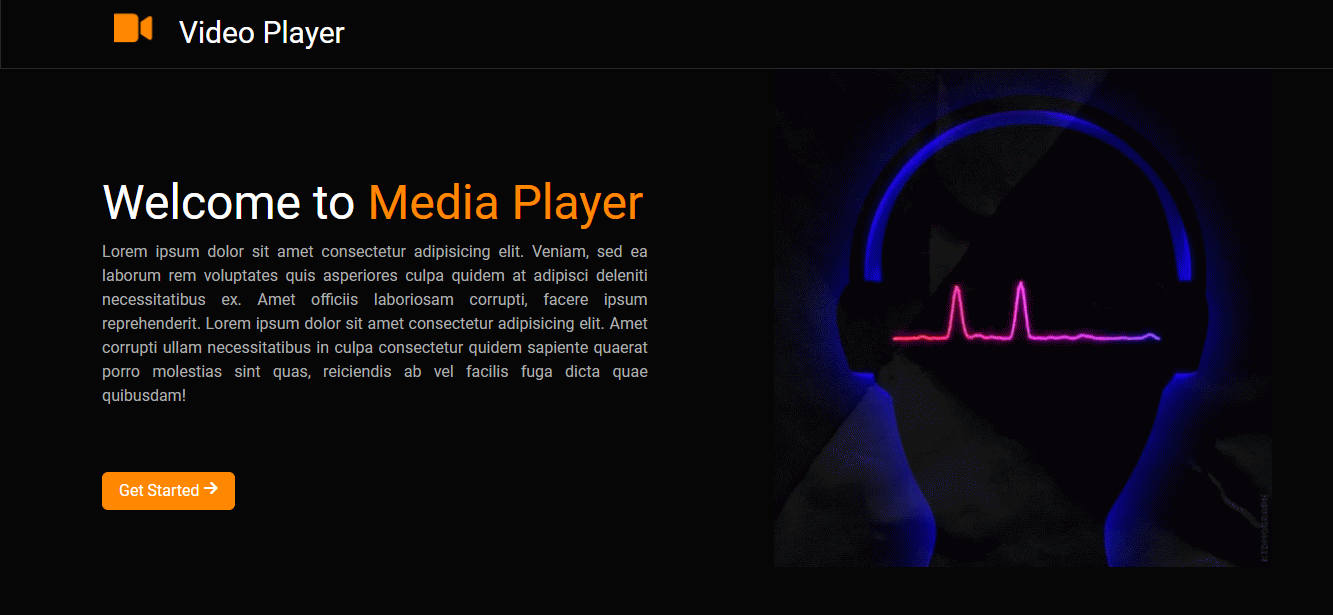 Video Player
Welcome to Media Player
Lorem ipsum dolor sit amet consectetur adipisicing elit. Veniam, sed ea
laborum rem voluptates quis asperiores culpa quidem at adipisci deleniti
necessitatibus ex. Amet officiis laboriosam corrupti, facere ipsum
reprehenderit. Lorem ipsum dolor sit amet consectetur adipisicing elit. Amet
corrupti ullam necessitatibus in culpa consectetur quidem sapiente quaerat
porro molestias sint quas, reiciendis ab vel facilis fuga dicta quae
quibusdam!
Get Started